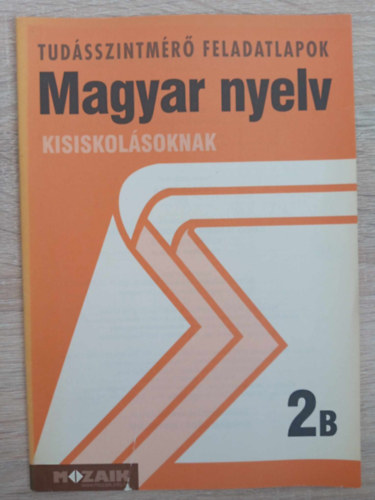 TUDÁSSZINTMÉRŐ FELADATLAPOK
Magyar nyelv
KISISKOLÁSOKNAK
2B
MOZAIK